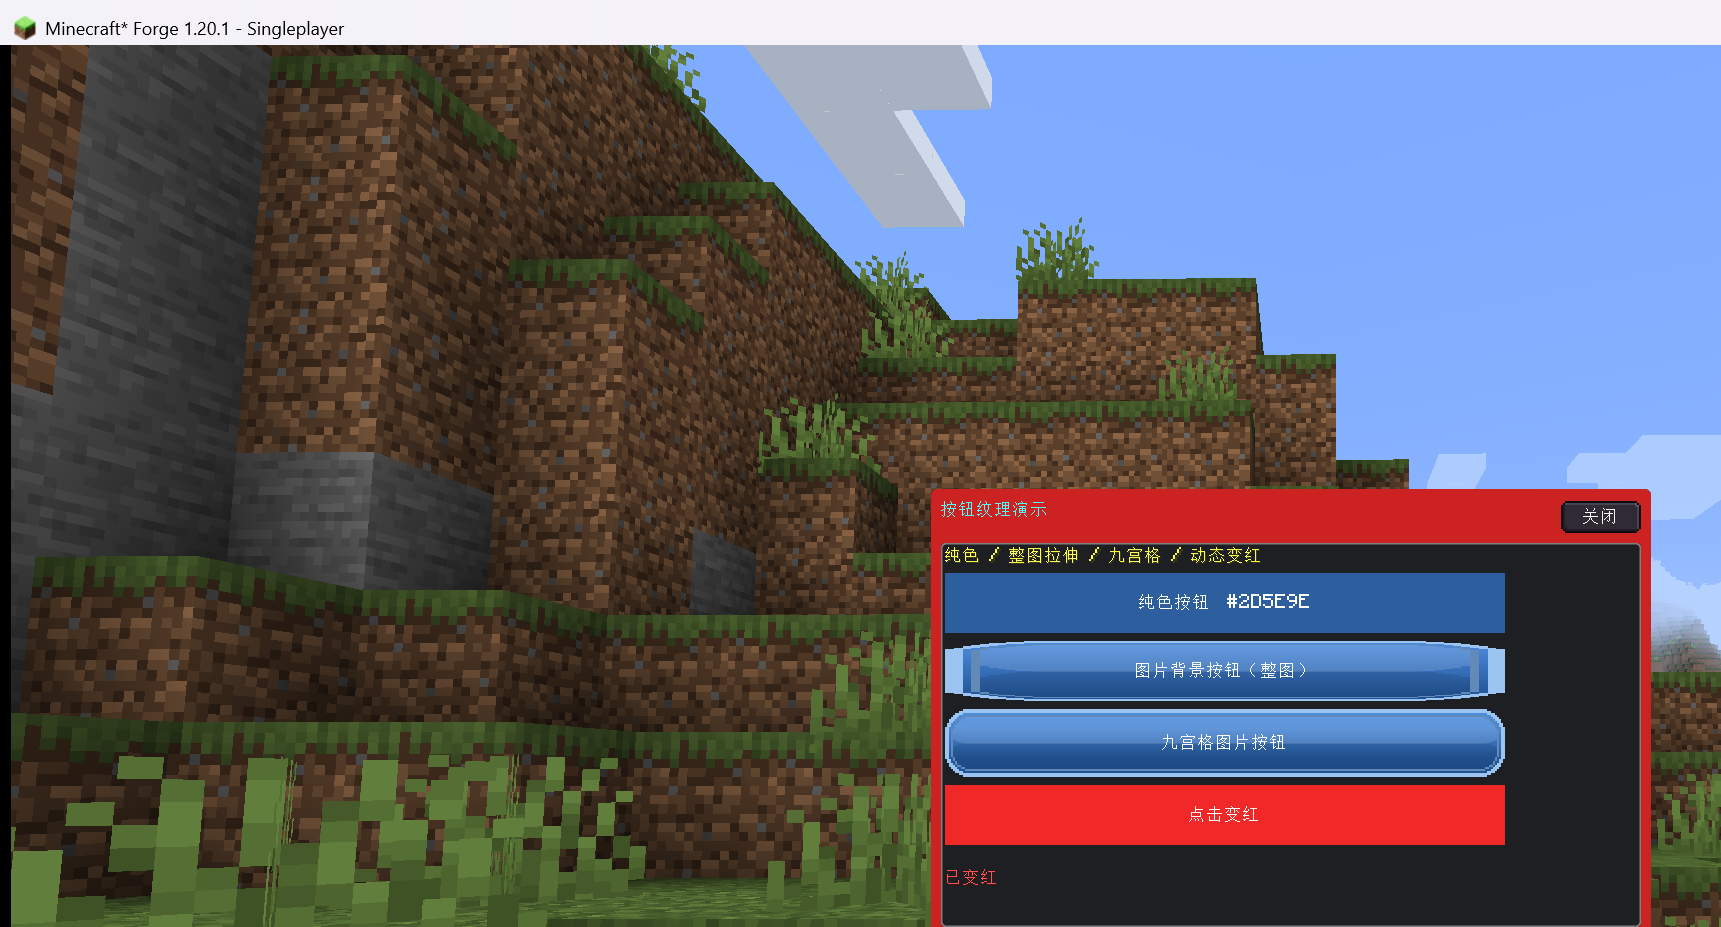 Minecraft* Forge 1.20.1 - Singleplayer
按钮纹理演示
关闭
纯色 / 整图拉伸 / 九宫格 / 动态变红
纯色按钮 #2D5E9E
图片背景按钮（整图）
九宫格图片按钮
点击变红
已变红